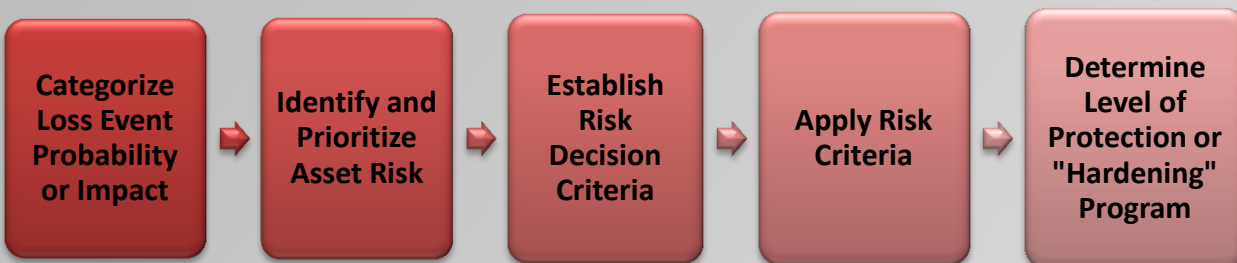 Categorize
Loss Event
Probability
or Impact
Identify and
Prioritize
Asset Risk
Establish
Risk
Decision
Criteria
Apply Risk
Criteria
Determine
Level of
Protection or
"Hardening"
Program